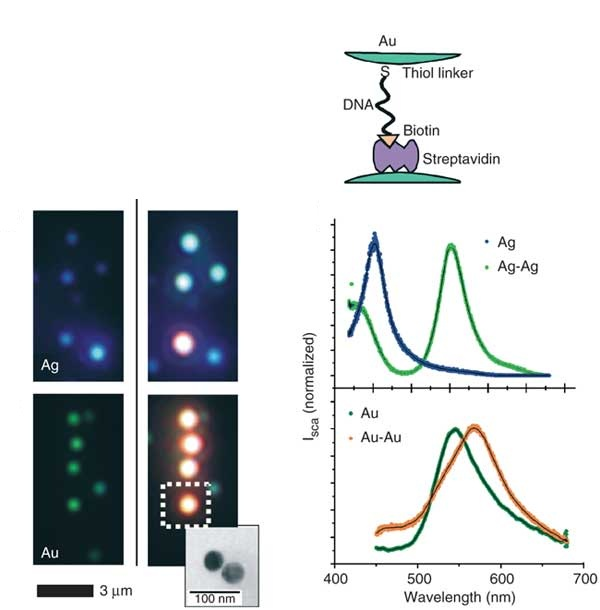 Au
S Thiol linker
DNA
Biotin
Streptavidin
Ag
Au
3 μm
100 nm
Ag
Ag-Ag
Au
Au-Au
I sca (normalized)
400 500 600 700
Wavelength (nm)